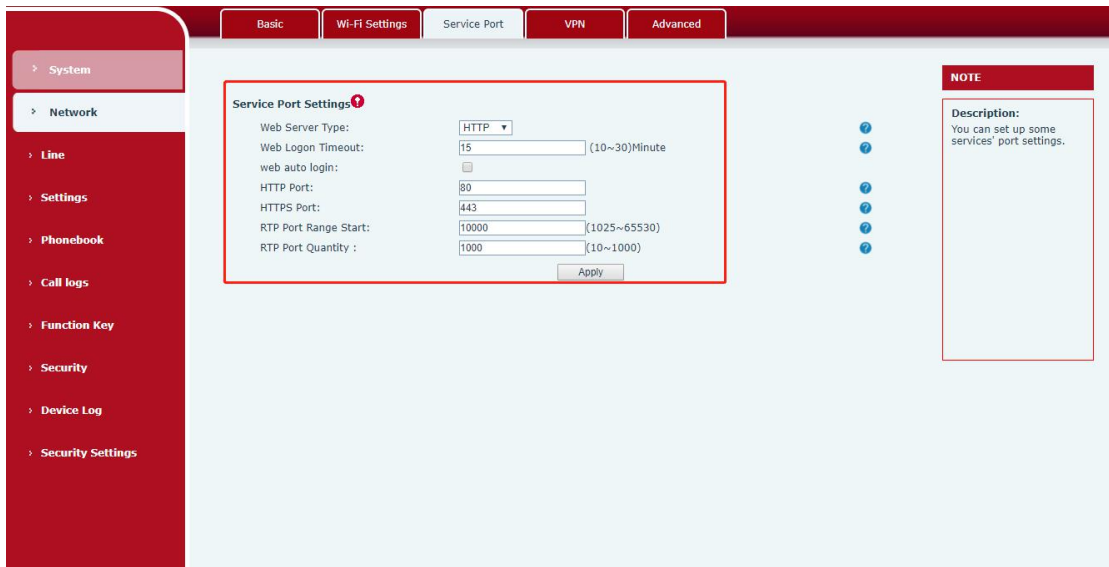 Basic Wi-Fi Settings Service Port VPN Advanced
System
Network
Line
Settings
Phonebook
Call logs
Function Key
Security
Device Log
Security Settings
Service Port Settings
Web Server Type: HTTP
Web Logon Timeout: 15 (10~30)Minute
web auto login:
HTTP Port: 80
HTTPS Port: 443
RTP Port Range Start: 10000 (1025~65530)
RTP Port Quantity : 1000 (10~1000)
Apply
NOTE
Description:
You can set up some
services' port settings.